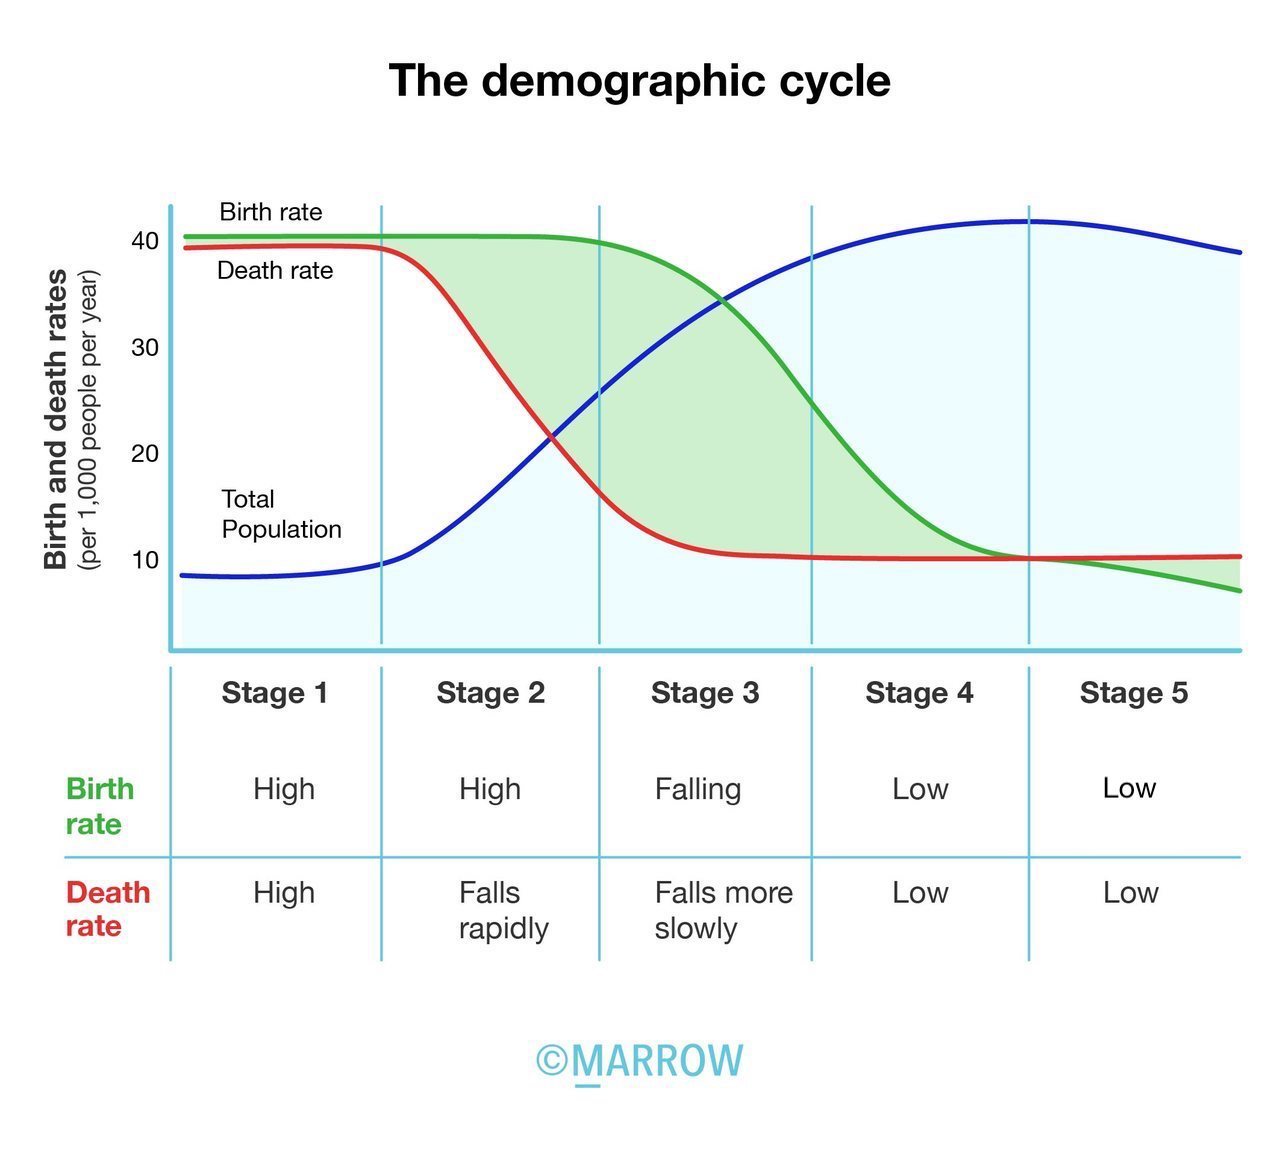 The demographic cycle
Birth and death rates
(per 1,000 people per year)
40
30
20
10
Birth rate
Death rate
Total
Population
Stage 1
Stage 2
Stage 3
Stage 4
Stage 5
Birth
rate
High
High
Falling
Low
Low
Death
rate
High
Falls
rapidly
Falls more
slowly
Low
Low
©MARROW